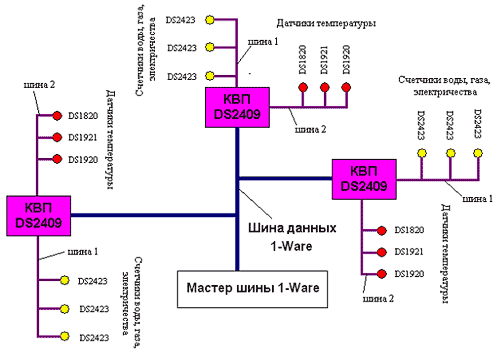 Счетчики воды, газа,
электричества
DS2423
DS2423
DS2423
шина 1
Датчики температуры
DS1820
DS1921
DS1920
шина 2
КВП
DS2409
шина 2
DS1820
DS1921
DS1920
Датчики температуры
КВП
DS2409
шина 1
DS2423
DS2423
DS2423
Счетчики воды, газа,
электричества
Счетчики воды, газа,
электричества
DS2423
DS2423
DS2423
шина 1
КВП
DS2409
DS1820
DS1921
DS1920
шина 2
Датчики температуры
Шина данных
1-Ware
Мастер шины 1-Ware